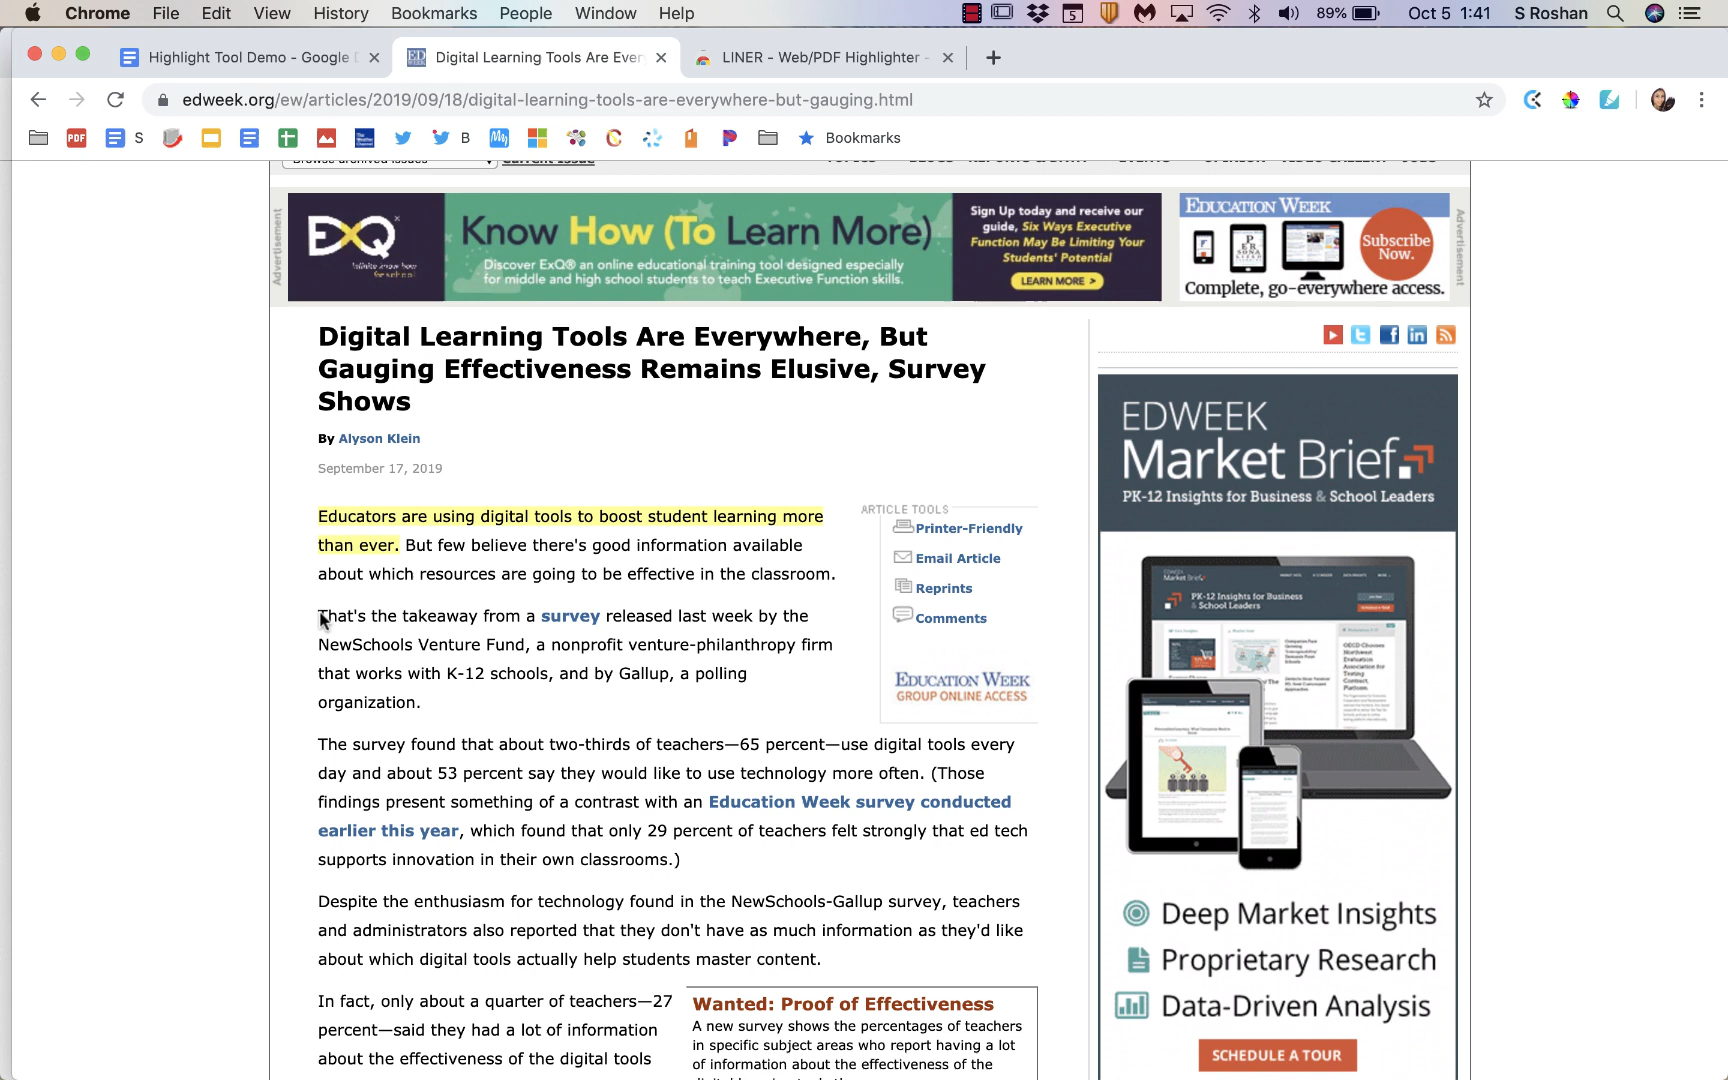 Chrome File Edit View History Bookmarks People Window Help
5
89%
Oct 5 1:41
S Roshan
Highlight Tool Demo - Google
Digital Learning Tools Are Ever
LINER - Web/PDF Highlighter -
edweek.org/ew/articles/2019/09/18/digital-learning-tools-are-everywhere-but-gauging.html
PDF
S
B
My
Bookmarks
Current Issue
Advertisement
ExQ
infinite know how
for school
Know How (To Learn More)
Discover ExQ® an online educational training tool designed especially
for middle and high school students to teach Executive Function skills.
Sign Up today and receive our
guide, Six Ways Executive
Function May Be Limiting Your
Students' Potential
LEARN MORE >
EDUCATION WEEK
Subscribe
Now.
Complete, go-everywhere access.
Advertisement
Digital Learning Tools Are Everywhere, But
Gauging Effectiveness Remains Elusive, Survey
Shows
By Alyson Klein
September 17, 2019
Educators are using digital tools to boost student learning more
than ever. But few believe there's good information available
about which resources are going to be effective in the classroom.
That's the takeaway from a survey released last week by the
NewSchools Venture Fund, a nonprofit venture-philanthropy firm
that works with K-12 schools, and by Gallup, a polling
organization.
ARTICLE TOOLS
Printer-Friendly
Email Article
Reprints
Comments
EDUCATION WEEK
GROUP ONLINE ACCESS
The survey found that about two-thirds of teachers—65 percent—use digital tools every
day and about 53 percent say they would like to use technology more often. (Those
findings present something of a contrast with an Education Week survey conducted
earlier this year, which found that only 29 percent of teachers felt strongly that ed tech
supports innovation in their own classrooms.)
Despite the enthusiasm for technology found in the NewSchools-Gallup survey, teachers
and administrators also reported that they don't have as much information as they'd like
about which digital tools actually help students master content.
In fact, only about a quarter of teachers—27
percent—said they had a lot of information
about the effectiveness of the digital tools
Wanted: Proof of Effectiveness
A new survey shows the percentages of teachers
in specific subject areas who report having a lot
of information about the effectiveness of the
EDWEEK
Market Brief
PK-12 Insights for Business & School Leaders
PK-12 Insights for Business
& School Leaders
Deep Market Insights
Proprietary Research
Data-Driven Analysis
SCHEDULE A TOUR